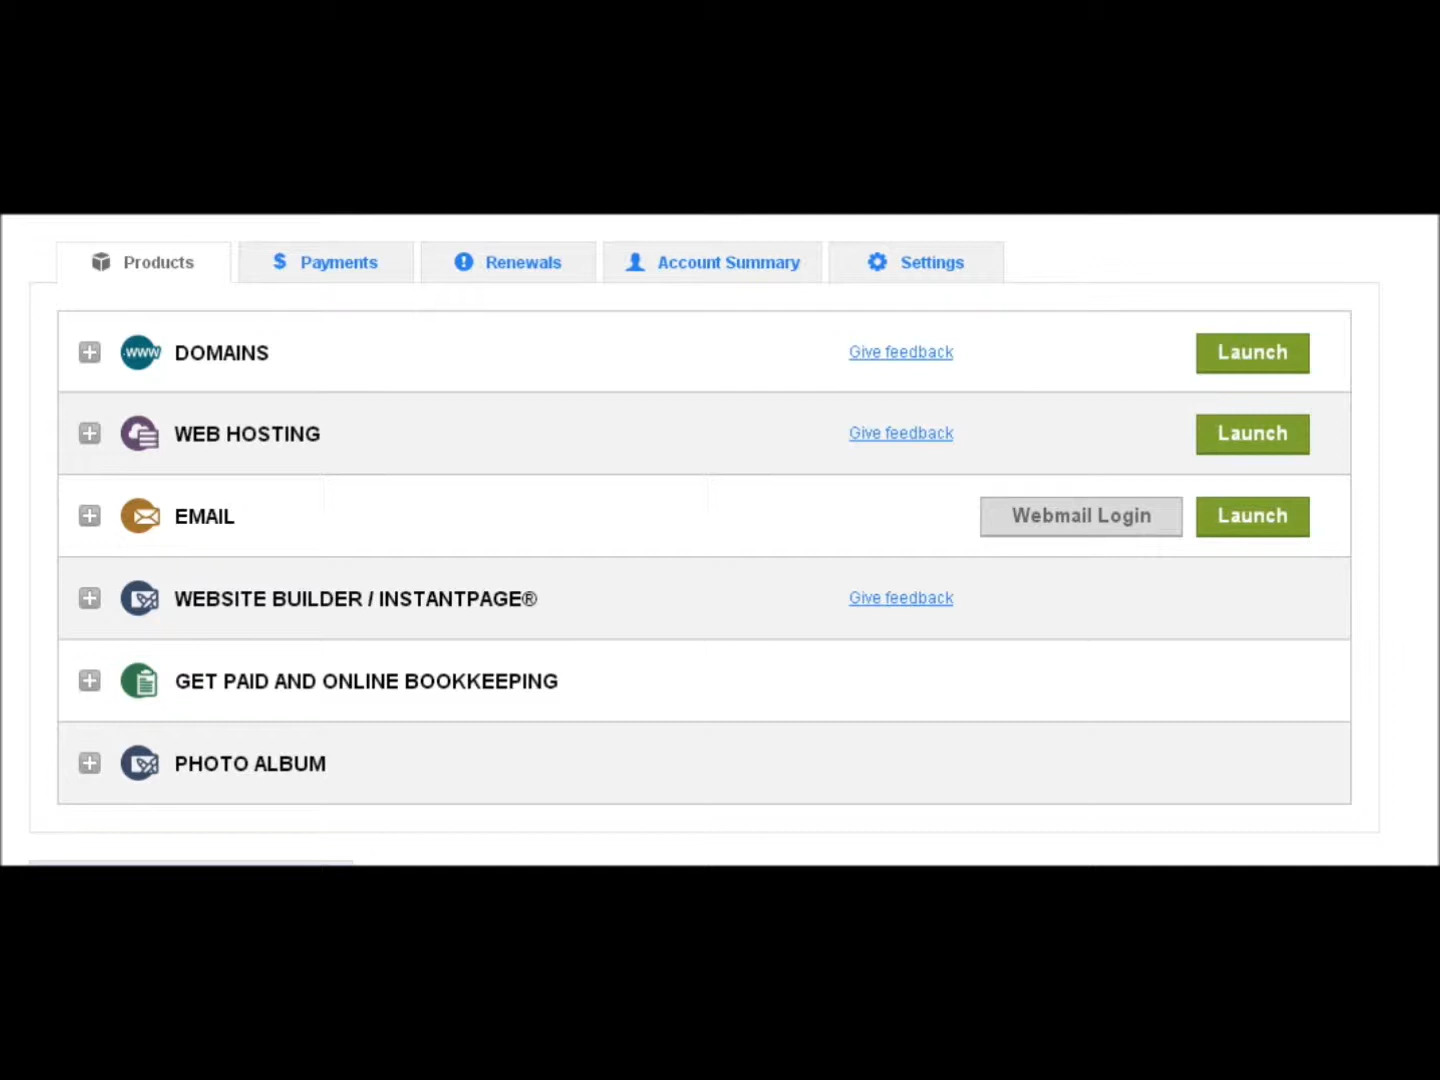 Products $ Payments Renewals Account Summary Settings
.www DOMAINS Give feedback Launch
WEB HOSTING Give feedback Launch
EMAIL Webmail Login Launch
WEBSITE BUILDER / INSTANTPAGE® Give feedback
GET PAID AND ONLINE BOOKKEEPING
PHOTO ALBUM